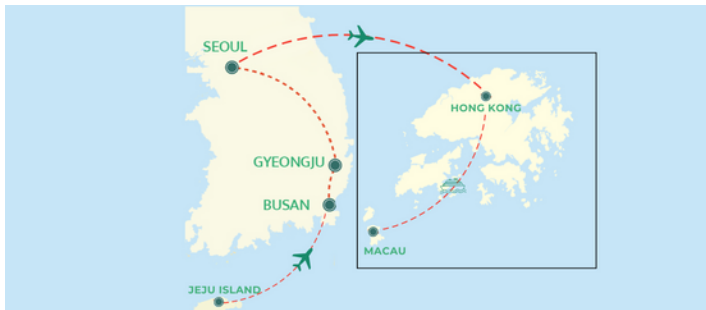 SEOUL
HONG KONG
GYEONGJU
BUSAN
MACAU
JEJU ISLAND